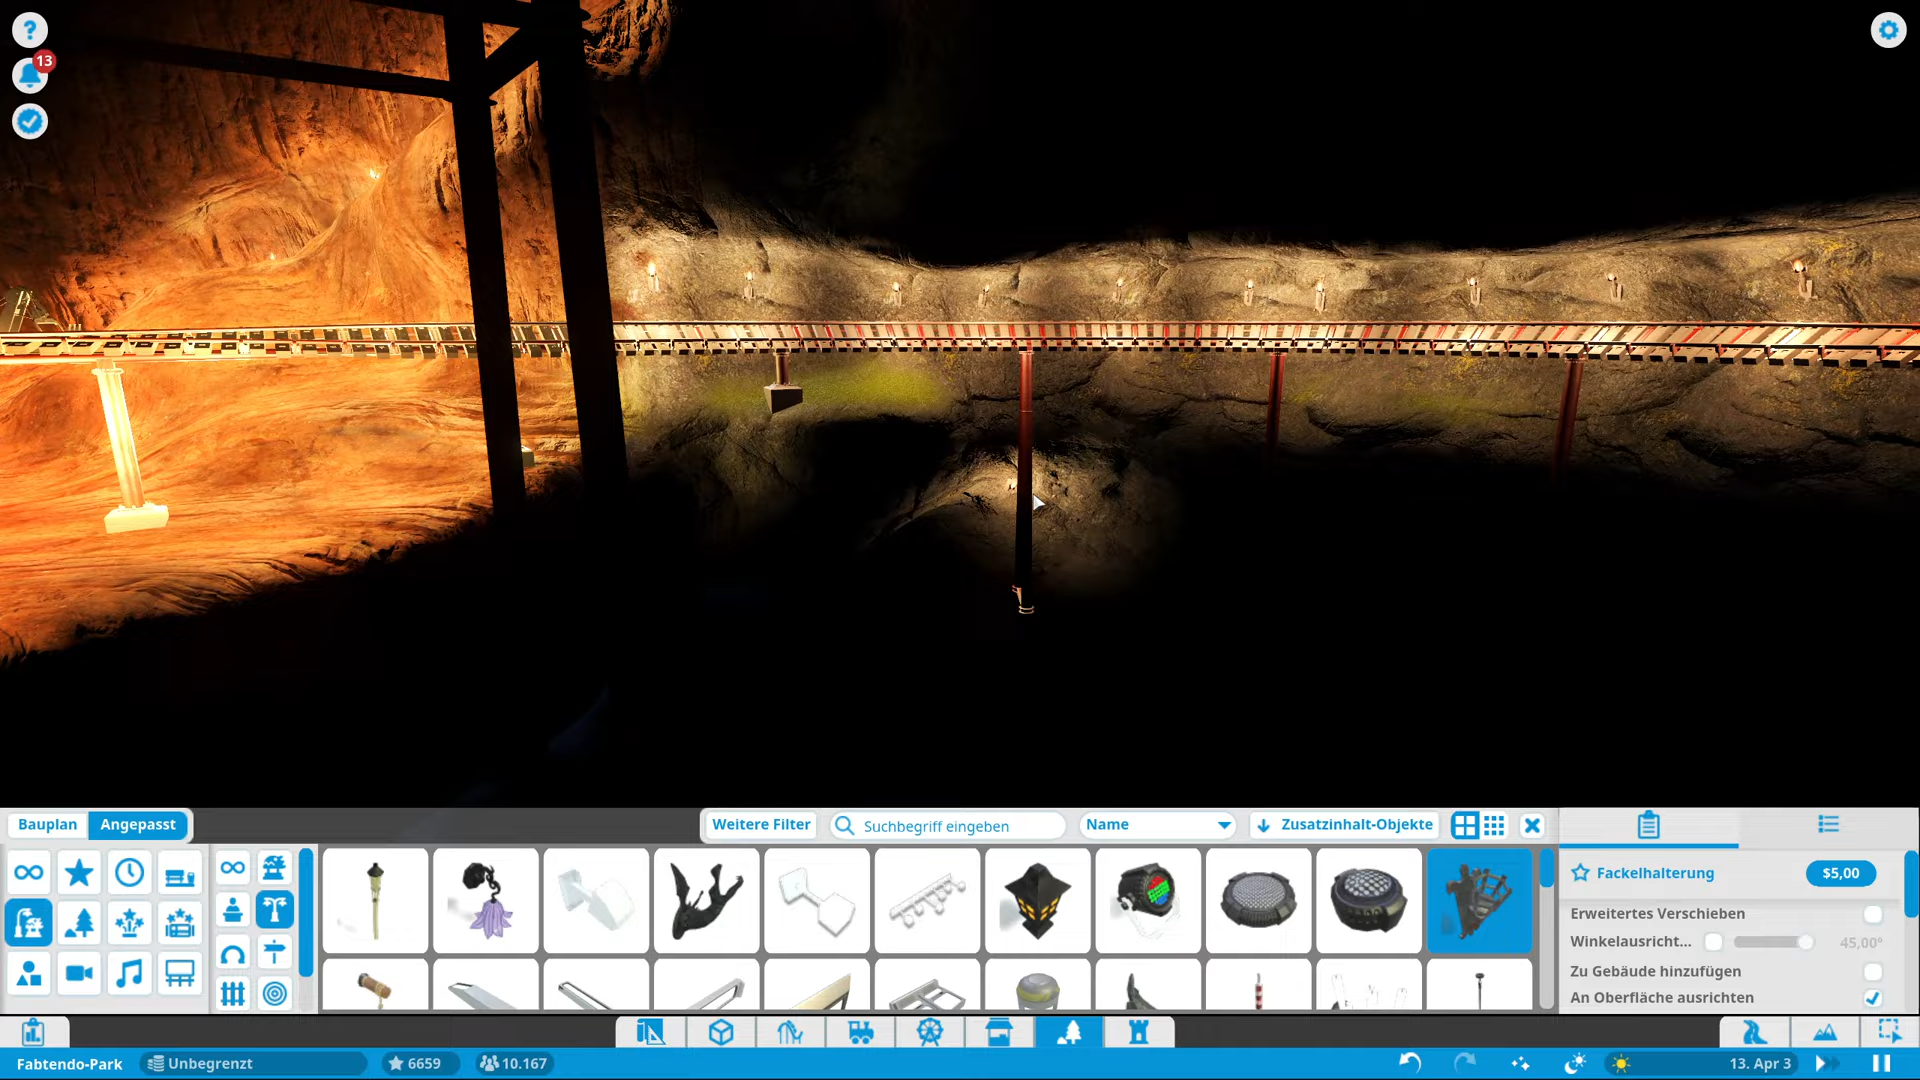 ?
13
Bauplan
Angepasst
Weitere Filter
Suchbegriff eingeben
Name
Zusatzinhalt-Objekte
Fackelhalterung
$5,00
Erweitertes Verschieben
Winkelausricht...
45,00°
Zu Gebäude hinzufügen
An Oberfläche ausrichten
Fabtendo-Park
Unbegrenzt
6659
10.167
13. Apr 3